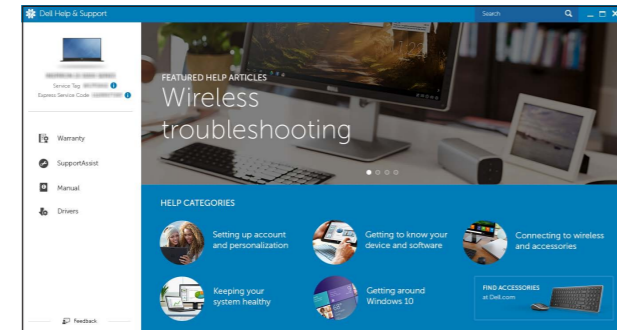 Dell Help & Support
Search
Service Tag:
Express Service Code:
Warranty
SupportAssist
Manual
Drivers
Feedback
FEATURED HELP ARTICLES
Wireless
troubleshooting
HELP CATEGORIES
Setting up account
and personalization
Getting to know your
device and software
Connecting to wireless
and accessories
Keeping your
system healthy
Getting around
Windows 10
FIND ACCESSORIES
at Dell.com